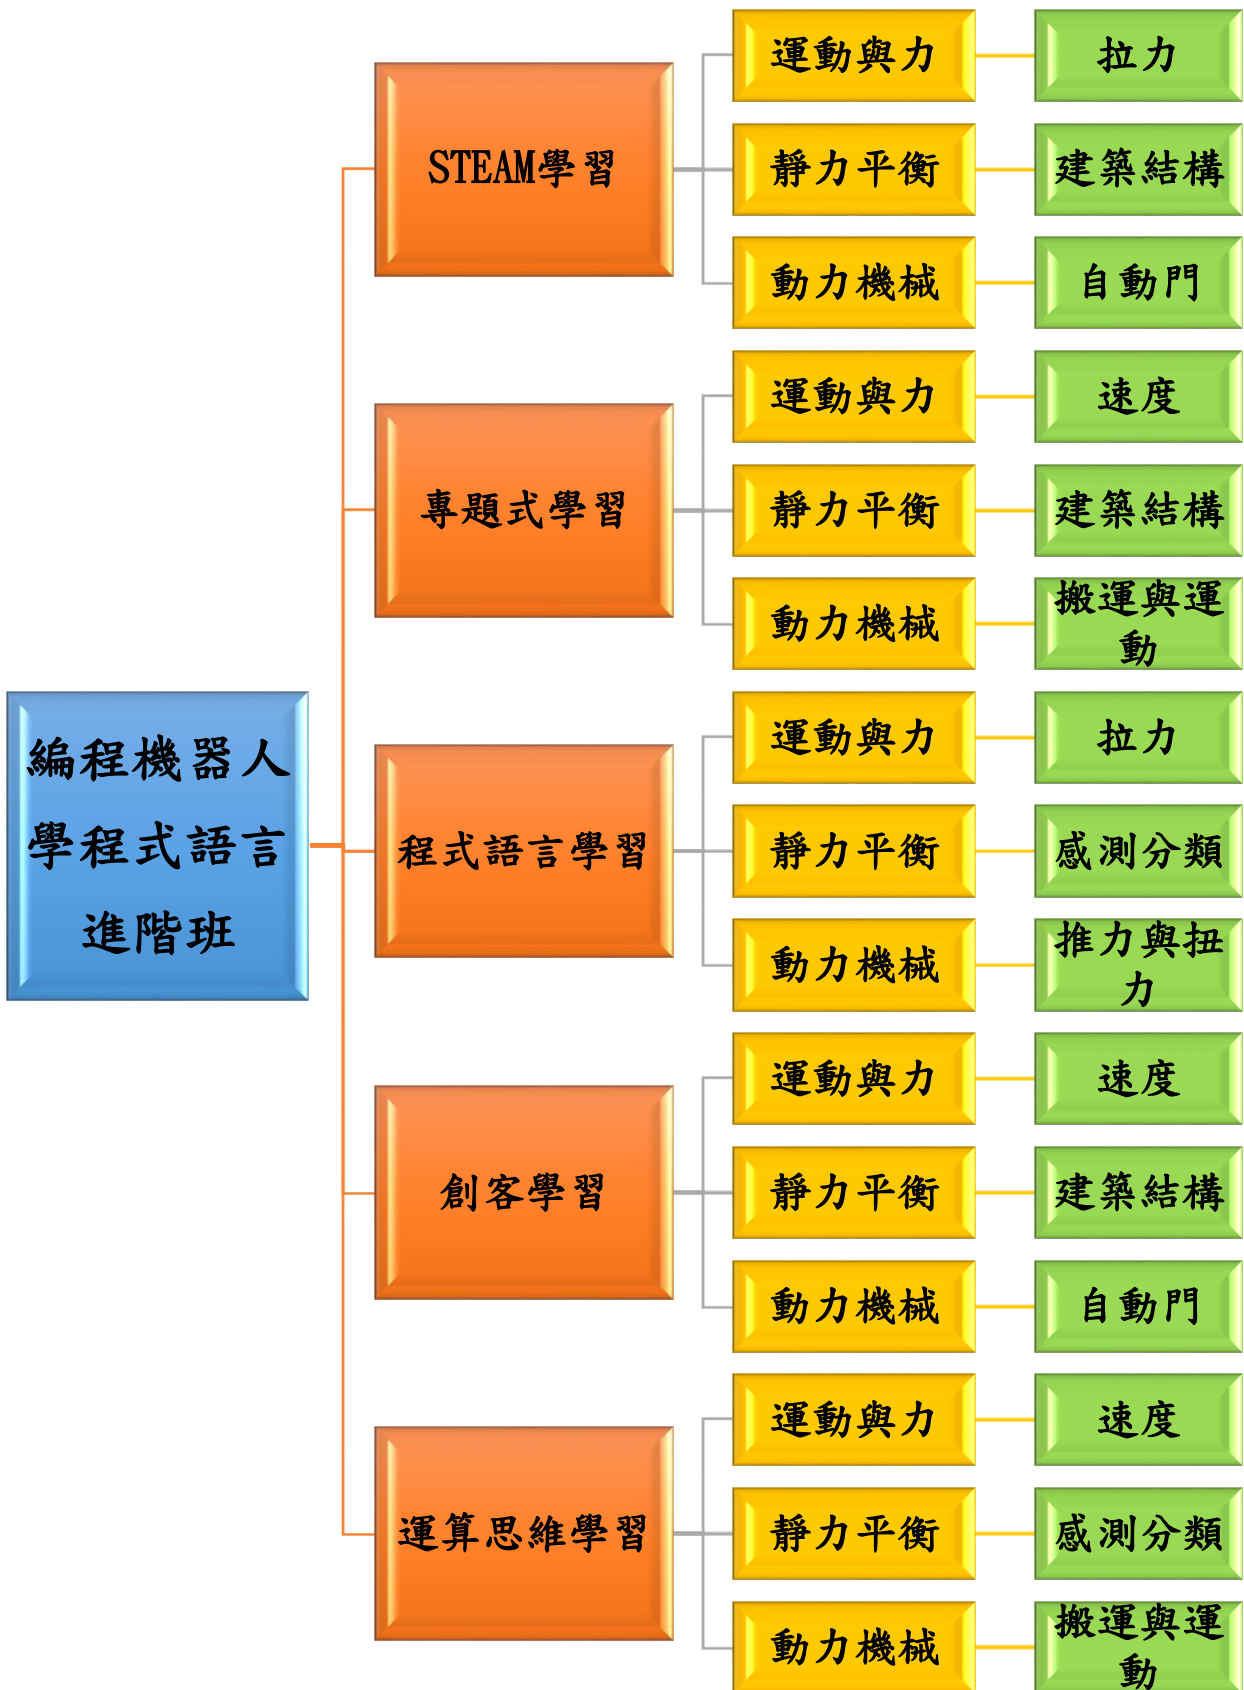 編程機器人
學程式語言
進階班
STEAM學習
運動與力
拉力
靜力平衡
建築結構
動力機械
自動門
專題式學習
運動與力
速度
靜力平衡
建築結構
動力機械
搬運與運
動
程式語言學習
運動與力
拉力
靜力平衡
感測分類
動力機械
推力與扭
力
創客學習
運動與力
速度
靜力平衡
建築結構
動力機械
自動門
運算思維學習
運動與力
速度
靜力平衡
感測分類
動力機械
搬運與運
動